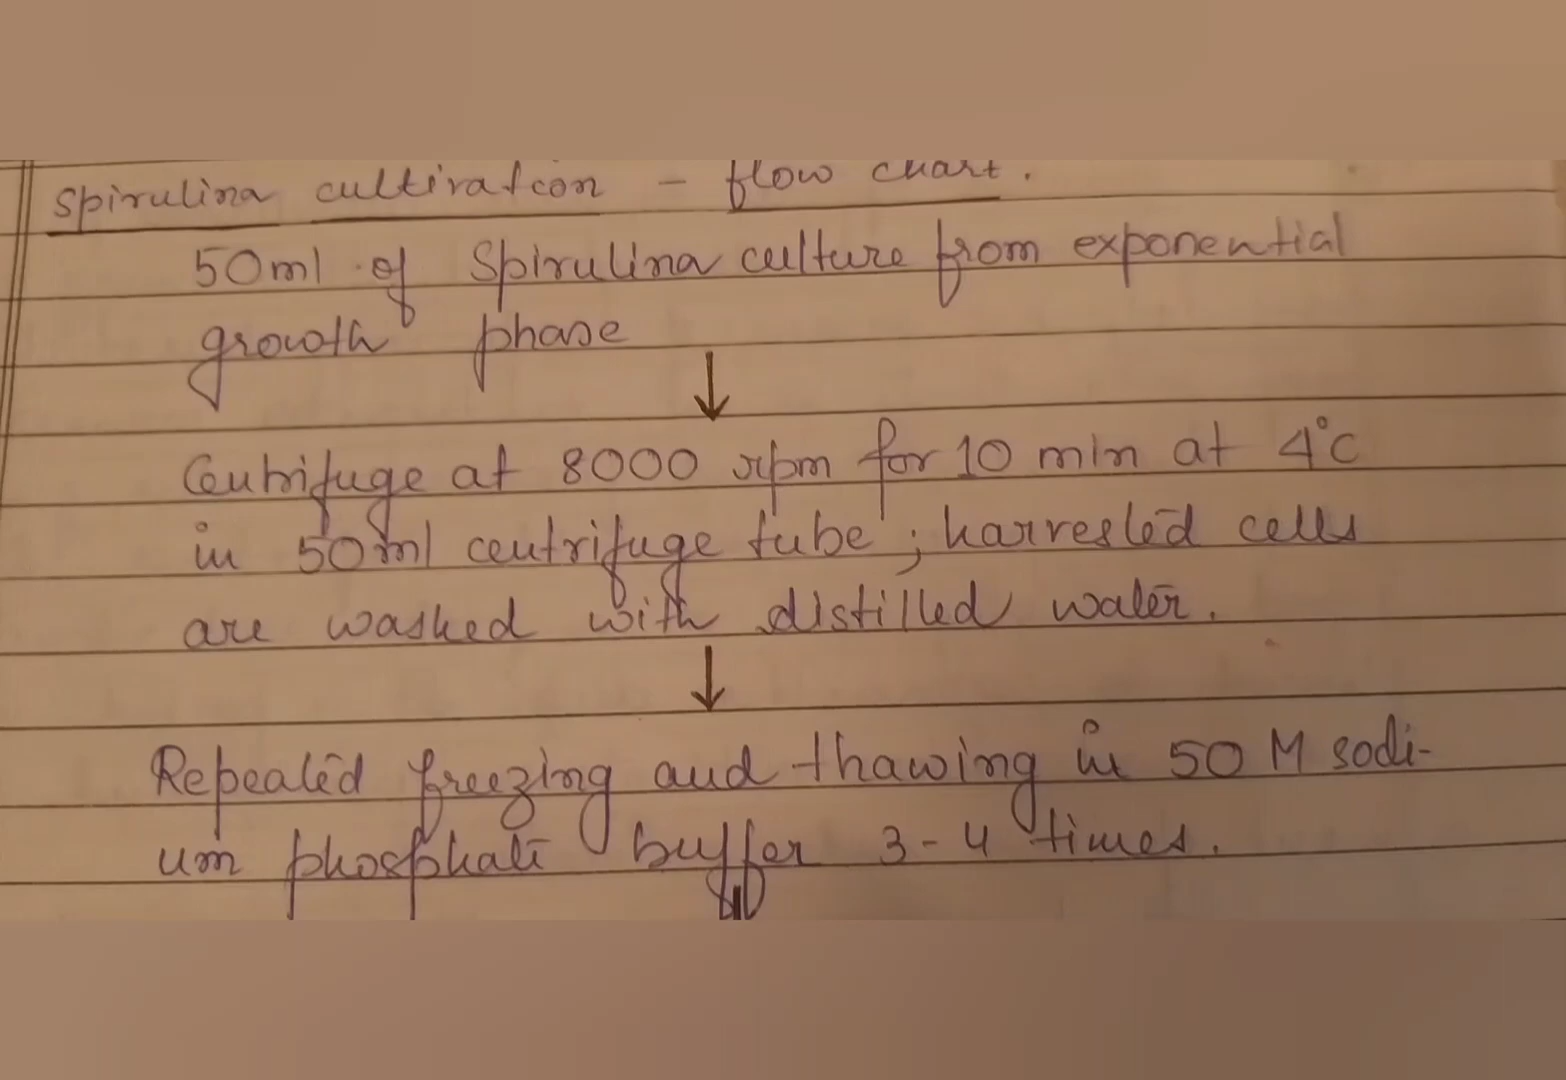 Spirulina cultivation - flow chart.
50ml of Spirulina culture from exponential
growth phase
↓
Centrifuge at 8000 rpm for 10 min at 4°C
in 50ml centrifuge tube ; harvested cells
are washed with distilled water.
↓
Repeated freezing and thawing in 50 M sodi-
um phosphate buffer 3-4 times.